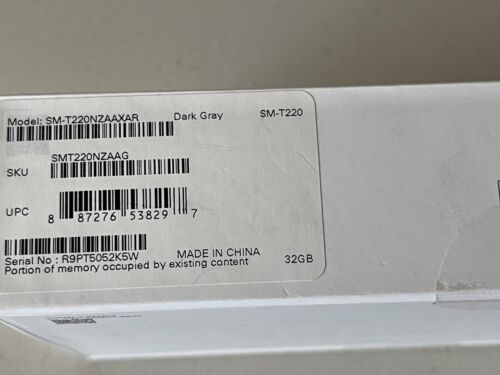 Model: SM-T220NZAAXAR Dark Gray SM-T220
SKU SMT220NZAAG
UPC 8 87276 53829 7
Serial No : R9PT5052K5W MADE IN CHINA
Portion of memory occupied by existing content 32GB